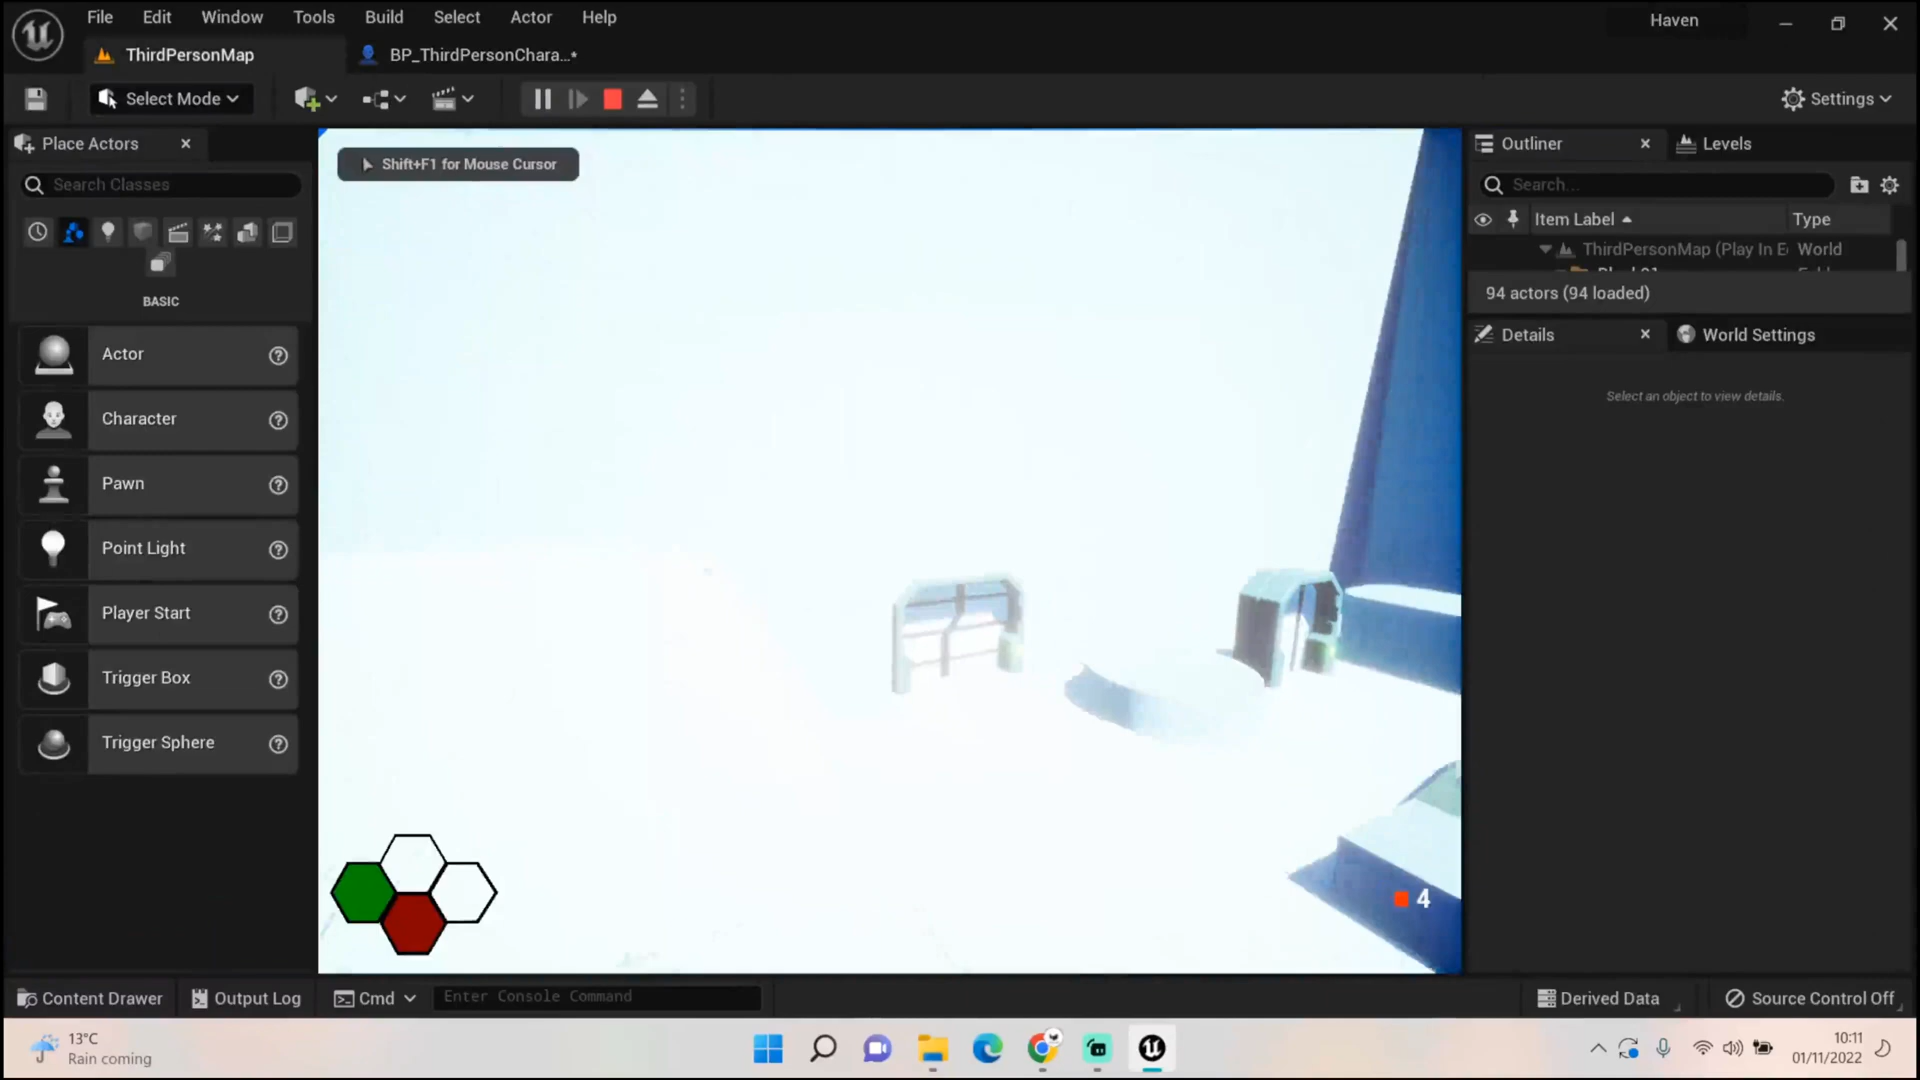 File Edit Window Tools Build Select Actor Help
Haven
ThirdPersonMap
BP_ThirdPersonChara...*
Select Mode
Settings
Place Actors
Search Classes
BASIC
Actor
Character
Pawn
Point Light
Player Start
Trigger Box
Trigger Sphere
Shift+F1 for Mouse Cursor
4
Outliner
Levels
Search...
Item Label
Type
ThirdPersonMap (Play In E
World
94 actors (94 loaded)
Details
World Settings
Select an object to view details.
Content Drawer
Output Log
Cmd
Enter Console Command
Derived Data
Source Control Off
13°C
Rain coming
10:11
01/11/2022